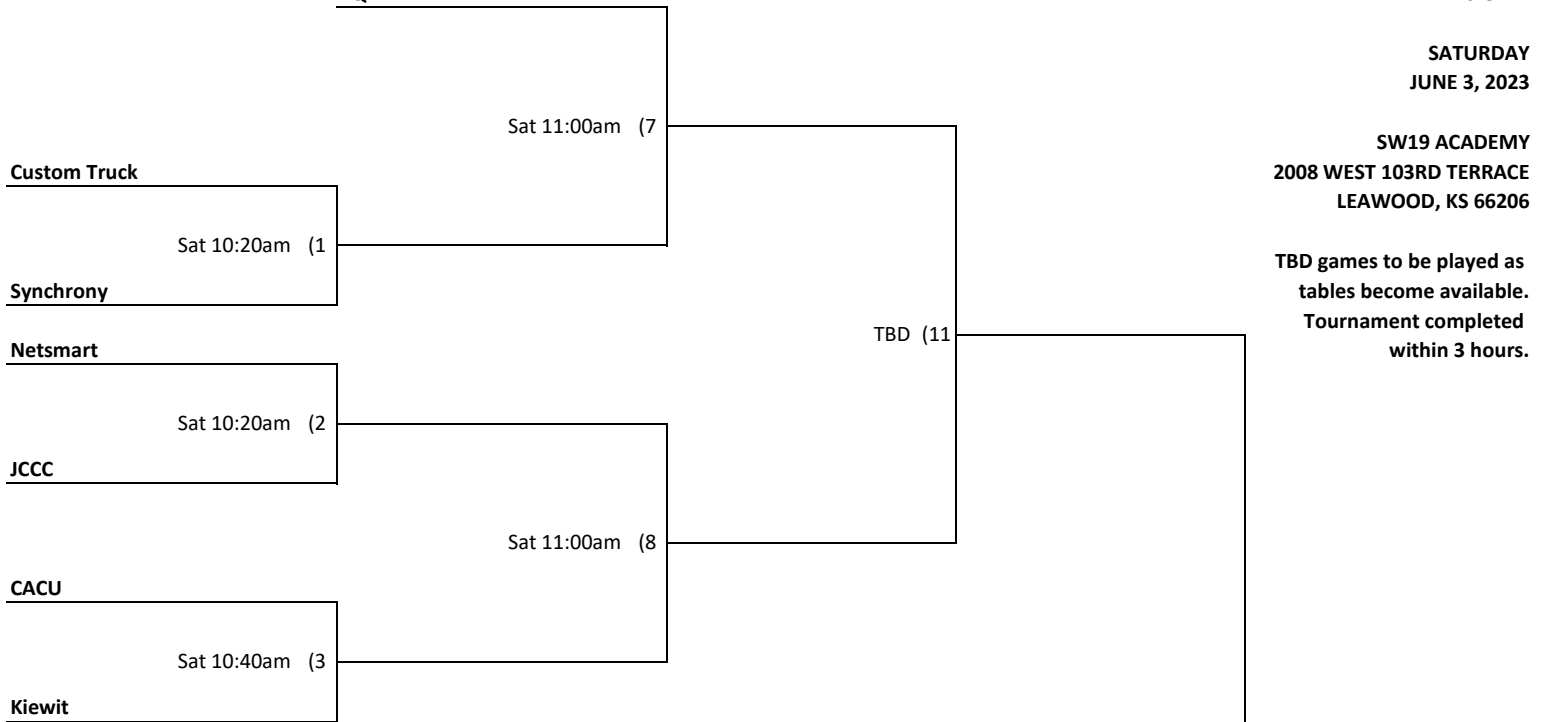 SATURDAY
JUNE 3, 2023
Sat 11:00am (7
SW19 ACADEMY
Custom Truck
2008 WEST 103RD TERRACE
LEAWOOD, KS 66206
Sat 10:20am (1
TBD games to be played as
Synchrony
tables become available.
Tournament completed
TBD (11
Netsmart
within 3 hours.
Sat 10:20am (2
JCCC
Sat 11:00am (8
CACU
Sat 10:40am (3
Kiewit